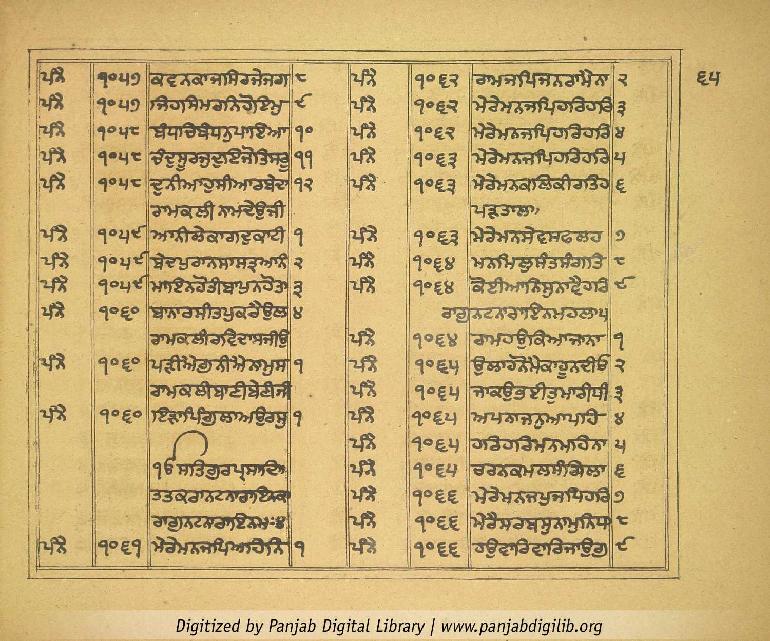 ੬੫
ਪੰਨੈ ੧੦੫੭ ਕਵਨਕਾਜਸਿਰਜੇਜਗ ੮
ਪੰਨੈ ੧੦੫੭ ਜਿਹਸਿਮਰਨਿਹੋਇਮੁ ੯
ਪੰਨੈ ੧੦੫੮ ਬੰਧਚਿਬੰਧਨੁਪਾਇਆ ੧੦
ਪੰਨੈ ੧੦੫੮ ਚੰਦੁਸੂਰਜੁਦੁਇਜੋਤਿਸਰੂ ੧੧
ਪੰਨੈ ੧੦੫੮ ਦੁਨੀਆਹੁਸੀਆਰਬੇਦਾ ੧੨
ਰਾਮਕਲੀ ਨਾਮਦੇਉਜੀ
ਪੰਨੈ ੧੦੫੯ ਆਨੀਲੇਕਾਗਦੁਕਾਟੀ ੧
ਪੰਨੈ ੧੦੫੯ ਬੇਦਪੁਰਾਨਸਾਸਤ੍ਰਆਨੰ ੨
ਪੰਨੈ ੧੦੫੯ ਮਾਇਨਹੋਤੀਬਾਪੁਨਹੋਤਾ ੩
ਪੰਨੈ ੧੦੬੦ ਬਾਨਾਰਸੀਤਪੁਕਰੈਉਲ ੪
ਰਾਮਕਲੀਰਵਿਦਾਸਜੀਉ
ਪੰਨੈ ੧੦੬੦ ਪੜੀਐਗੁਨੀਐਨਾਮੁਸ ੧
ਰਾਮਕਲੀਬਾਣੀਬੇਣੀਜੀ
ਪੰਨੈ ੧੦੬੦ ਇੜਾਪਿੰਗੁਲਾਅਉਰਸੁ ੧
ੴ ਸਤਿਗੁਰਪ੍ਰਸਾਦਿ
ਤਤਕਰਾਨਟਨਾਰਾਇਨਕਾ
ਰਾਗੁਨਟਨਾਰਾਇਨਮ:੪
ਪੰਨੈ ੧੦੬੧ ਮੇਰੇਮਨਜਪਿਅਹਿਨਿ ੧
ਪੰਨੈ ੧੦੬੨ ਰਾਮਜਪਿਜਨਰਾਮੈਨਾ ੨
ਪੰਨੈ ੧੦੬੨ ਮੇਰੇਮਨਜਪਿਹਰਿਹਰਿ ੩
ਪੰਨੈ ੧੦੬੨ ਮੇਰੇਮਨਜਪਿਹਰਿਹਰਿ ੪
ਪੰਨੈ ੧੦੬੩ ਮੇਰੇਮਨਜਪਿਹਰਿਹਰਿ ੫
ਪੰਨੈ ੧੦੬੩ ਮੇਰੇਮਨਕਲਿਕੀਰਤਿਹ ੬
ਪੜਤਾਲਾ
ਪੰਨੈ ੧੦੬੩ ਮੇਰੇਮਨਸੇਵਸਫਲਹ ੭
ਪੰਨੈ ੧੦੬੪ ਮਨਮਿਲੁਸੰਤਸੰਗਤਿ ੮
ਪੰਨੈ ੧੦੬੪ ਕੋਈਆਨਿਸੁਨਾਵੈਹਰਿ ੯
ਰਾਗੁਨਟਨਾਰਾਇਨਮਹਲਾ੫
ਪੰਨੈ ੧੦੬੪ ਰਾਮਹਉਕਿਆਜਾਨਾ ੧
ਪੰਨੈ ੧੦੬੫ ਉਲਾਹਨੋਮੈਕਾਹੂਨਦੀਓ ੨
ਪੰਨੈ ੧੦੬੫ ਜਾਕਉਭਈਤੁਮਾਰੀਧੀ ੩
ਪੰਨੈ ੧੦੬੫ ਅਪਨਾਜਨੁਆਪਹਿ ੪
ਪੰਨੈ ੧੦੬੫ ਹਰਿਹਰਿਮਨਮਹਿਨਾ ੫
ਪੰਨੈ ੧੦੬੫ ਚਰਨਕਮਲਸੰਗਿਲਾ ੬
ਪੰਨੈ ੧੦੬੬ ਮੇਰੇਮਨਜਪੁਜਪਿਹਰਿ ੭
ਪੰਨੈ ੧੦੬੬ ਮੇਰੈਸਰਬਸੁਨਾਮੁਨਿਧਾ ੮
ਪੰਨੈ ੧੦੬੬ ਹਉਵਾਰਿਵਾਰਿਜਾਉਗੁ ੯
Digitized by Panjab Digital Library | www.panjabdigilib.org